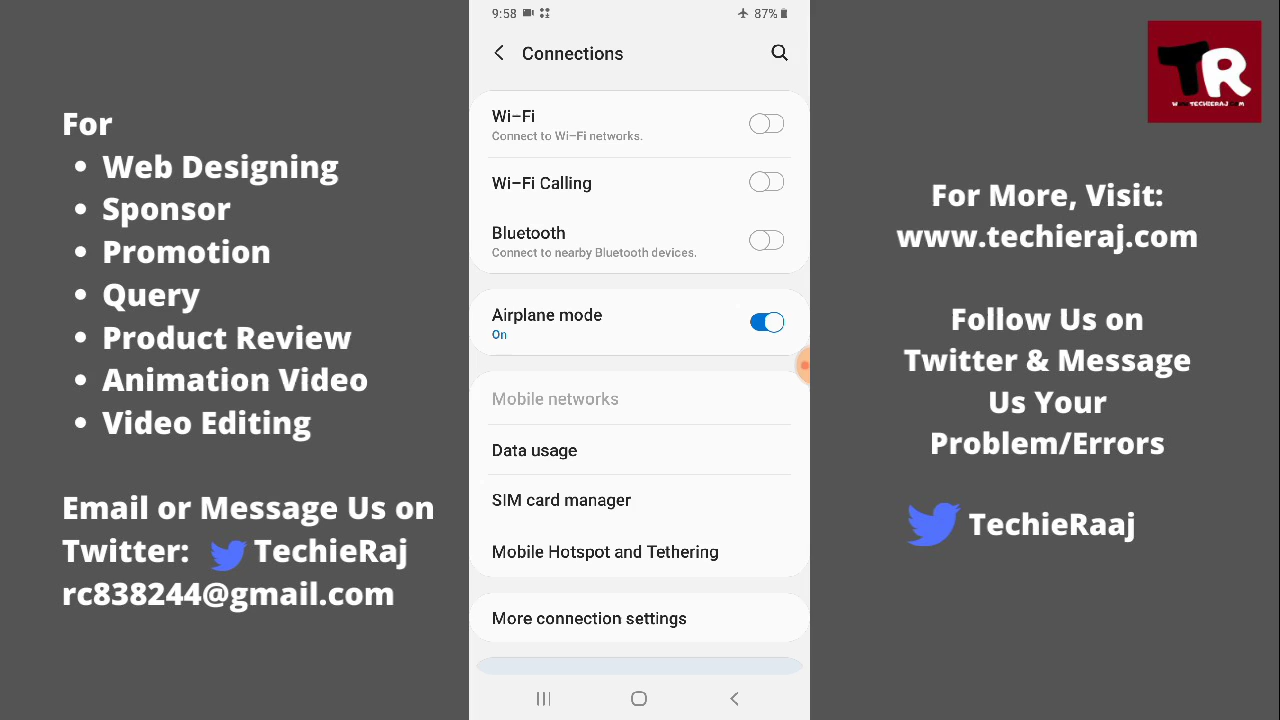 For
• Web Designing
• Sponsor
• Promotion
• Query
• Product Review
• Animation Video
• Video Editing
Email or Message Us on
Twitter: TechieRaj
rc838244@gmail.com
9:58
87%
Connections
Wi-Fi
Connect to Wi-Fi networks.
Wi-Fi Calling
Bluetooth
Connect to nearby Bluetooth devices.
Airplane mode
On
Mobile networks
Data usage
SIM card manager
Mobile Hotspot and Tethering
More connection settings
TR
WWW.TECHIERAJ.COM
For More, Visit:
www.techieraj.com
Follow Us on
Twitter & Message
Us Your
Problem/Errors
TechieRaaj